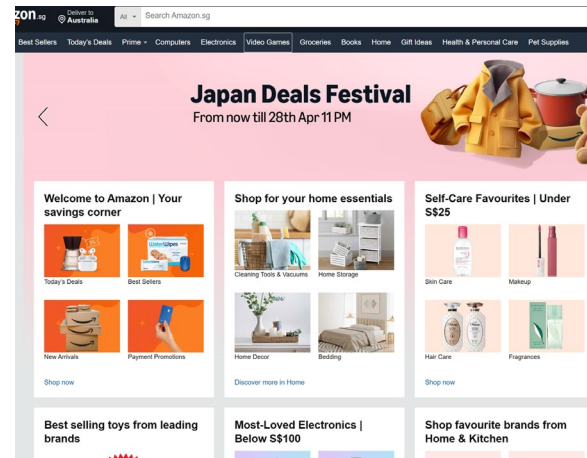 zon.sg
Deliver to
Australia
All
Search Amazon.sg
Best Sellers
Today's Deals
Prime
Computers
Electronics
Video Games
Groceries
Books
Home
Gift Ideas
Health & Personal Care
Pet Supplies
Japan Deals Festival
From now till 28th Apr 11 PM
Welcome to Amazon | Your
savings corner
WaterWipes
Today's Deals
Best Sellers
New Arrivals
Payment Promotions
Shop now
Shop for your home essentials
Cleaning Tools & Vacuums
Home Storage
Home Decor
Bedding
Discover more in Home
Self-Care Favourites | Under
S$25
Skin Care
Makeup
Hair Care
Fragrances
Shop now
Best selling toys from leading
brands
Most-Loved Electronics |
Below S$100
Shop favourite brands from
Home & Kitchen